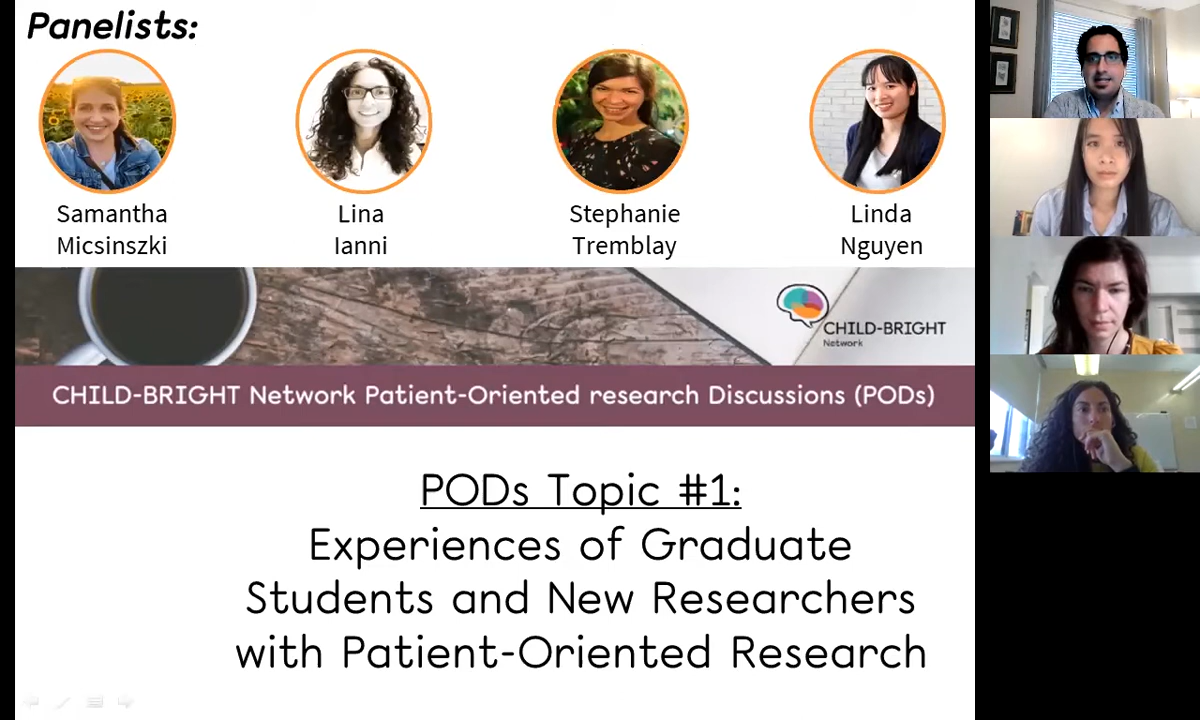 Panelists:
Samantha
Micsinszki
Lina
Ianni
Stephanie
Tremblay
Linda
Nguyen
CHILD-BRIGHT
Network
CHILD-BRIGHT Network Patient-Oriented research Discussions (PODs)
PODs Topic #1:
Experiences of Graduate
Students and New Researchers
with Patient-Oriented Research